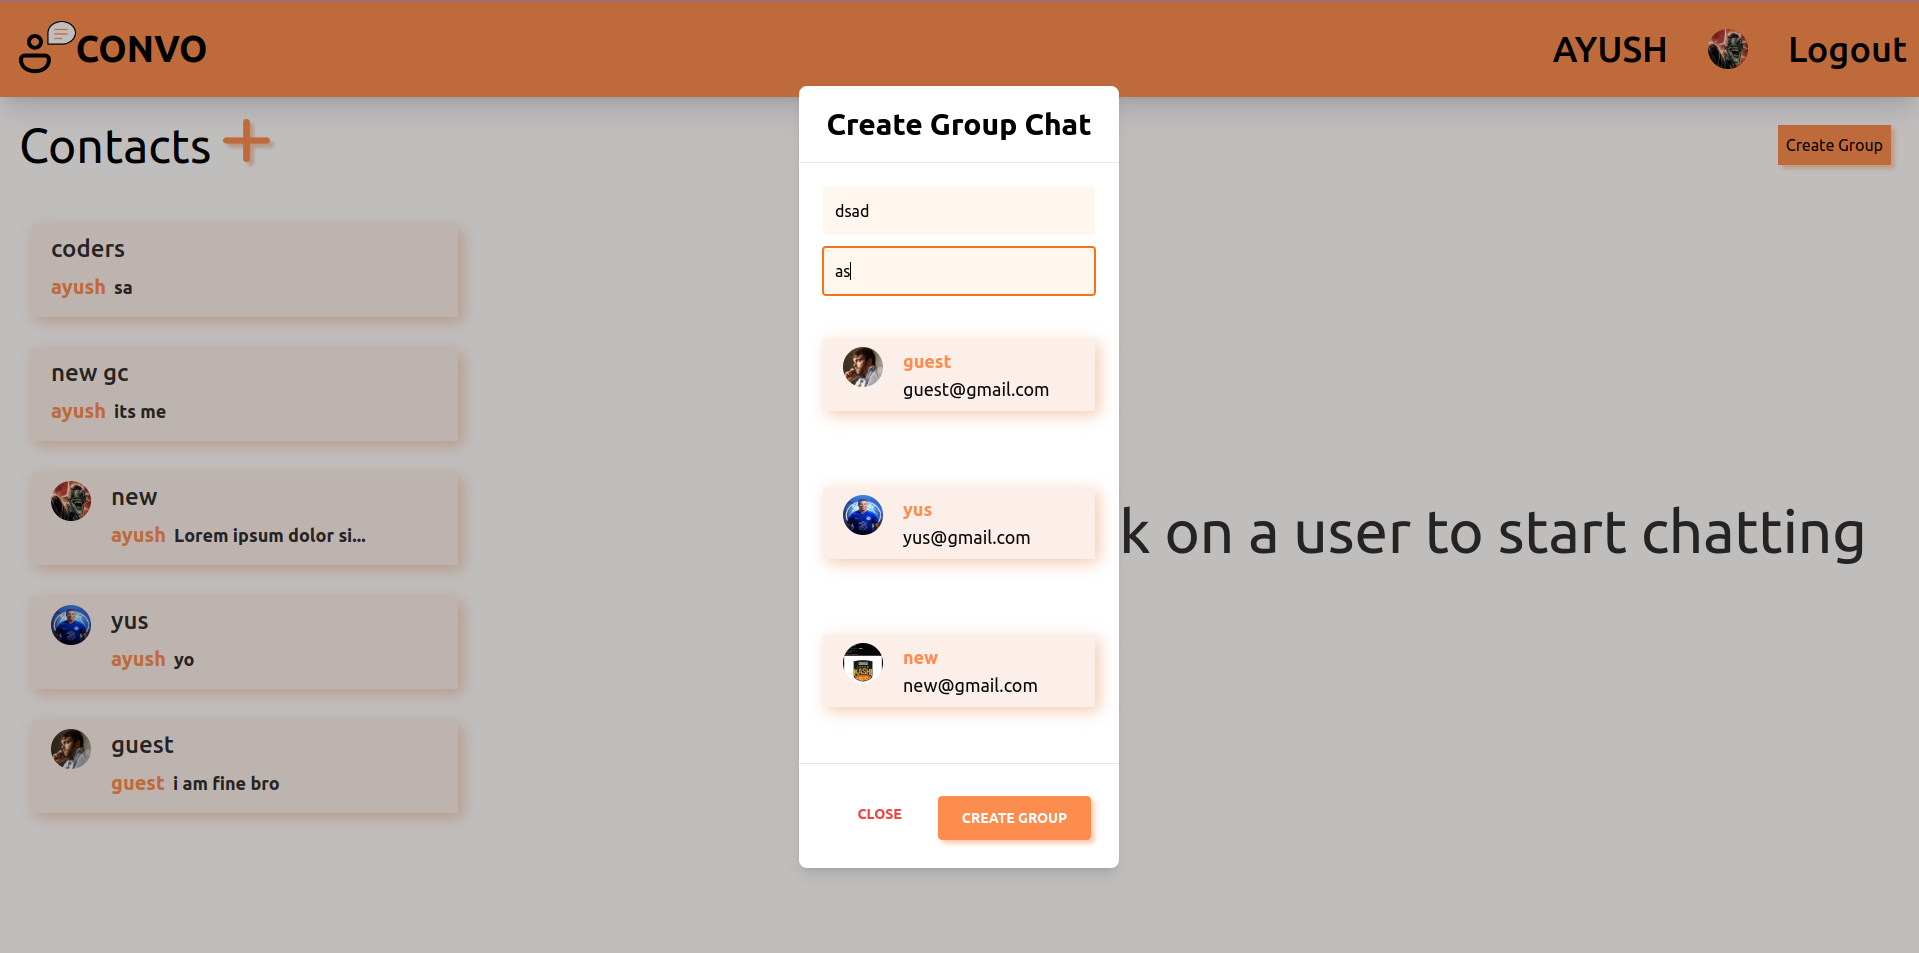 CONVO
AYUSH
Logout
Contacts
Create Group
coders
ayush sa
new gc
ayush its me
new
ayush Lorem ipsum dolor si...
yus
ayush yo
guest
guest i am fine bro
Create Group Chat
dsad
as
guest
guest@gmail.com
yus
yus@gmail.com
new
new@gmail.com
CLOSE
CREATE GROUP
k on a user to start chatting